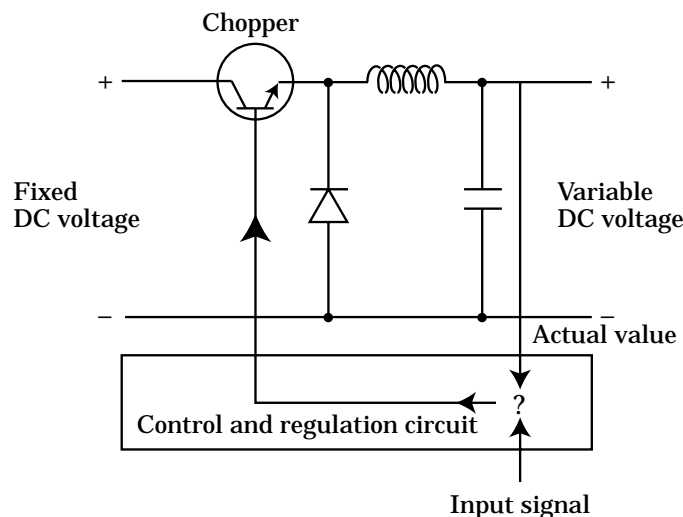 Chopper
+
+
Fixed
DC voltage
Variable
DC voltage
−
−
Actual value
?
Control and regulation circuit
Input signal